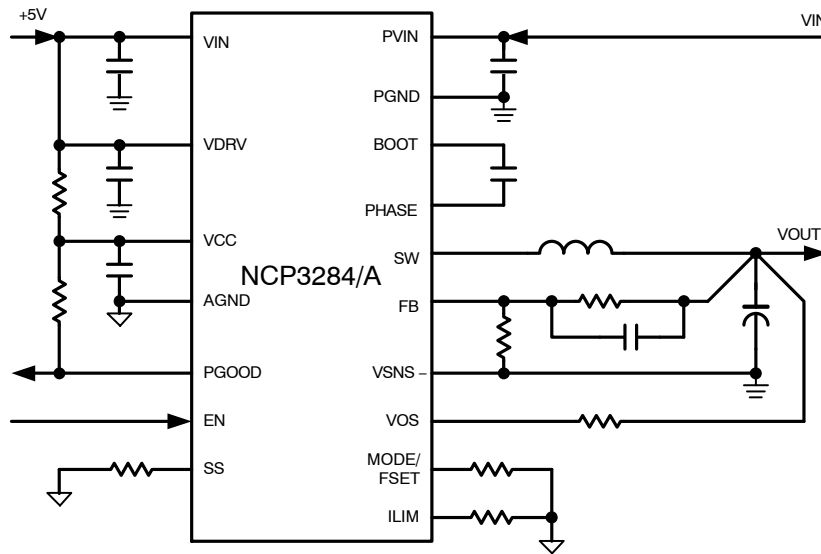 +5V
VIN
PVIN
VIN
PGND
VDRV
BOOT
PHASE
VCC
SW
VOUT
NCP3284/A
AGND
FB
PGOOD
VSNS –
EN
VOS
SS
MODE/
FSET
ILIM